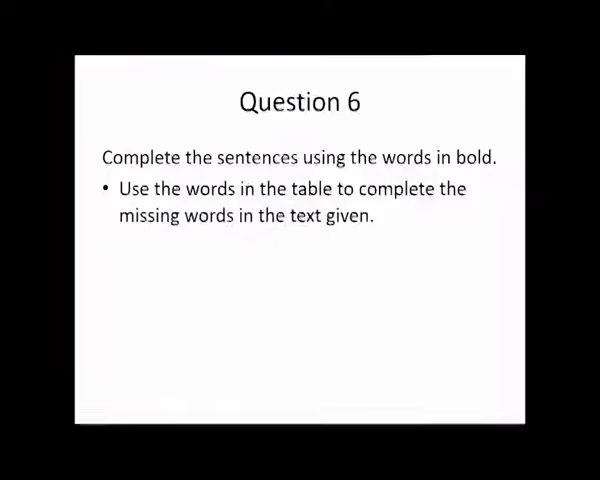 Question 6
Complete the sentences using the words in bold.
• Use the words in the table to complete the
missing words in the text given.